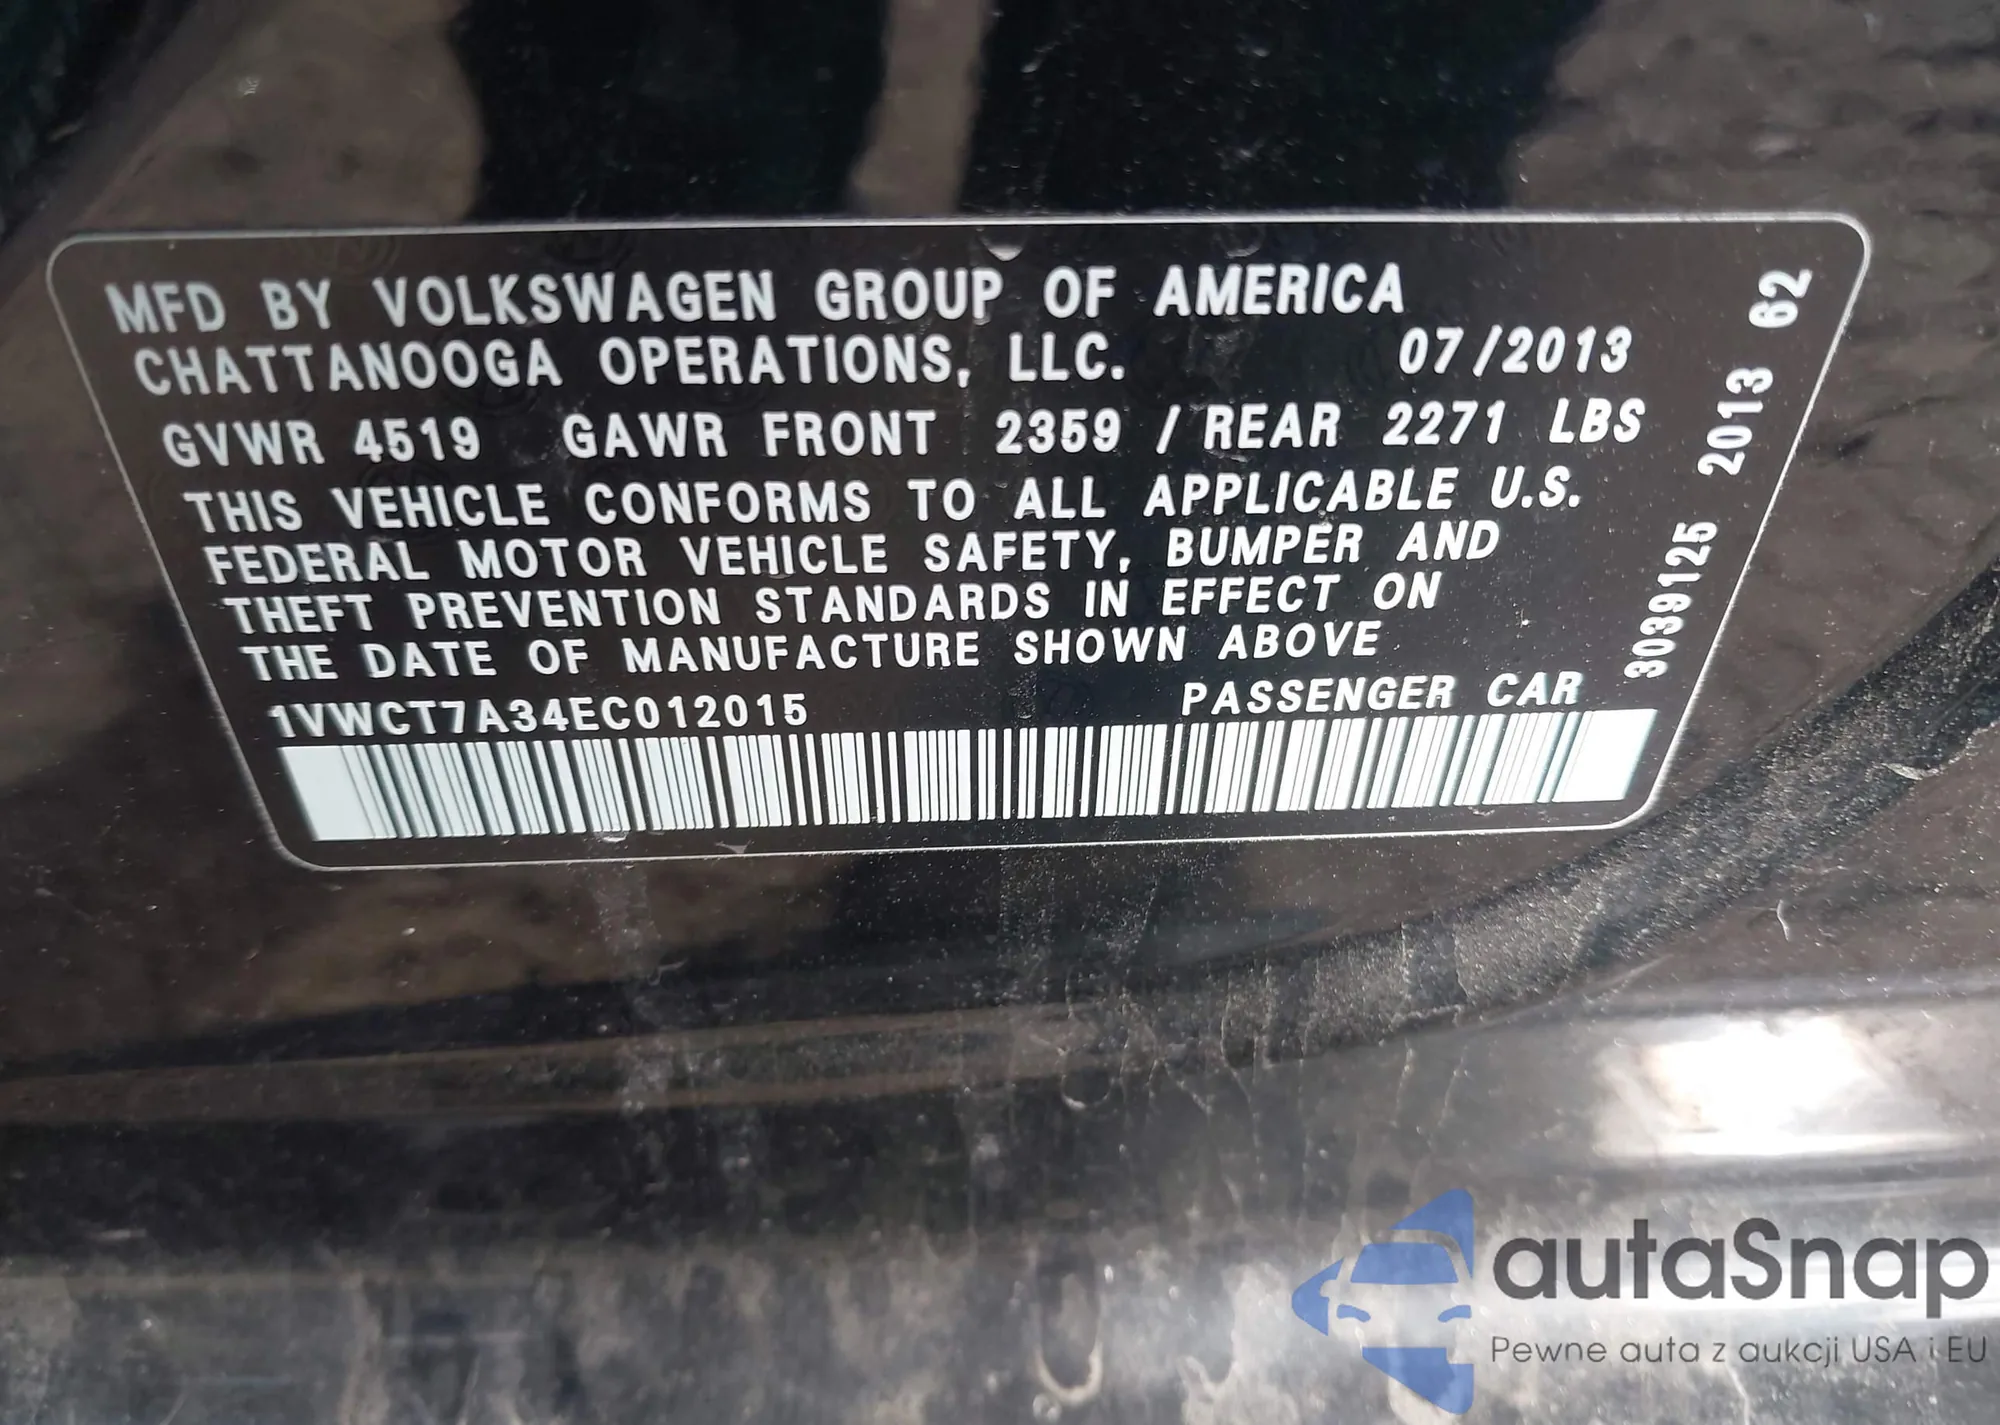 MFD BY VOLKSWAGEN GROUP OF AMERICA
CHATTANOOGA OPERATIONS, LLC. 07/2013
GVWR 4519 GAWR FRONT 2359 / REAR 2271 LBS
THIS VEHICLE CONFORMS TO ALL APPLICABLE U.S.
FEDERAL MOTOR VEHICLE SAFETY, BUMPER AND
THEFT PREVENTION STANDARDS IN EFFECT ON
THE DATE OF MANUFACTURE SHOWN ABOVE
1VWCT7A34EC012015 PASSENGER CAR
3039125 2013 62
autaSnap
Pewne auta z aukcji USA i EU